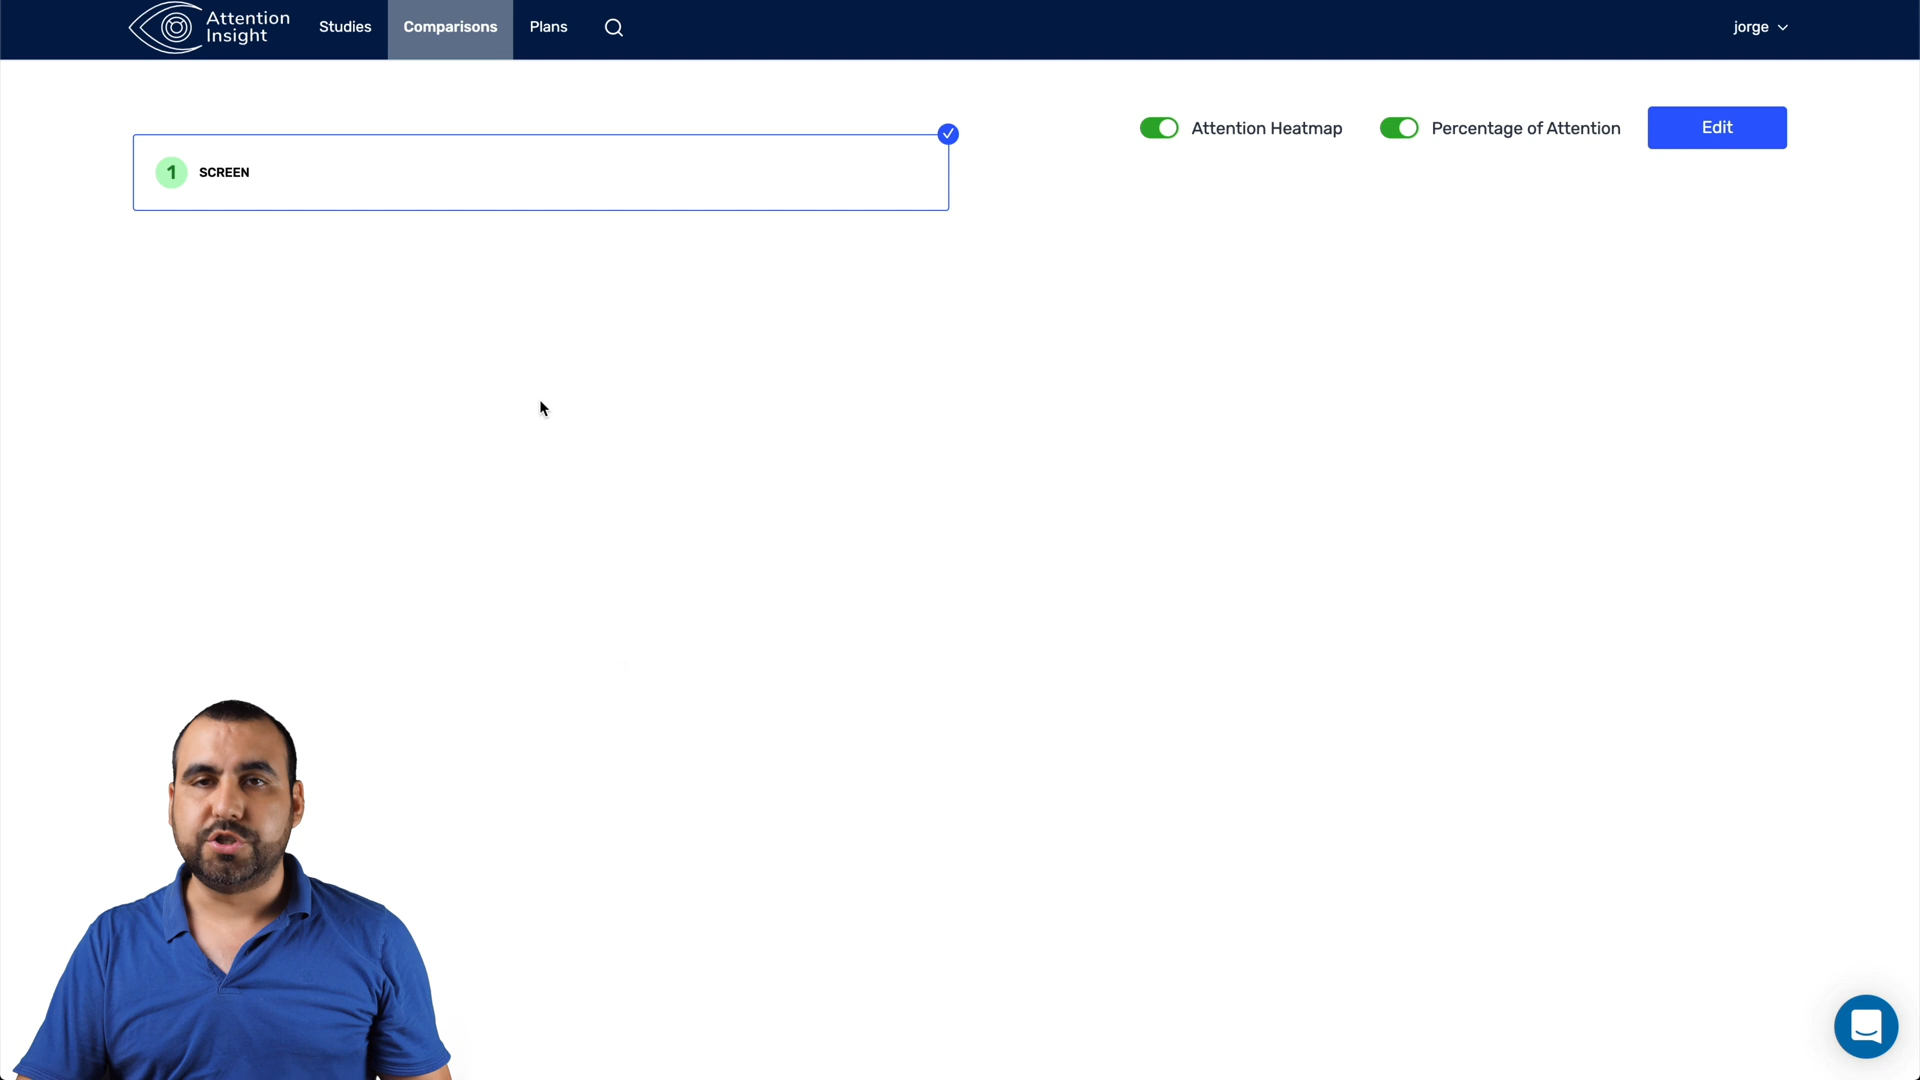 Attention
Insight
Studies
Comparisons
Plans
jorge
Attention Heatmap
Percentage of Attention
Edit
1
SCREEN